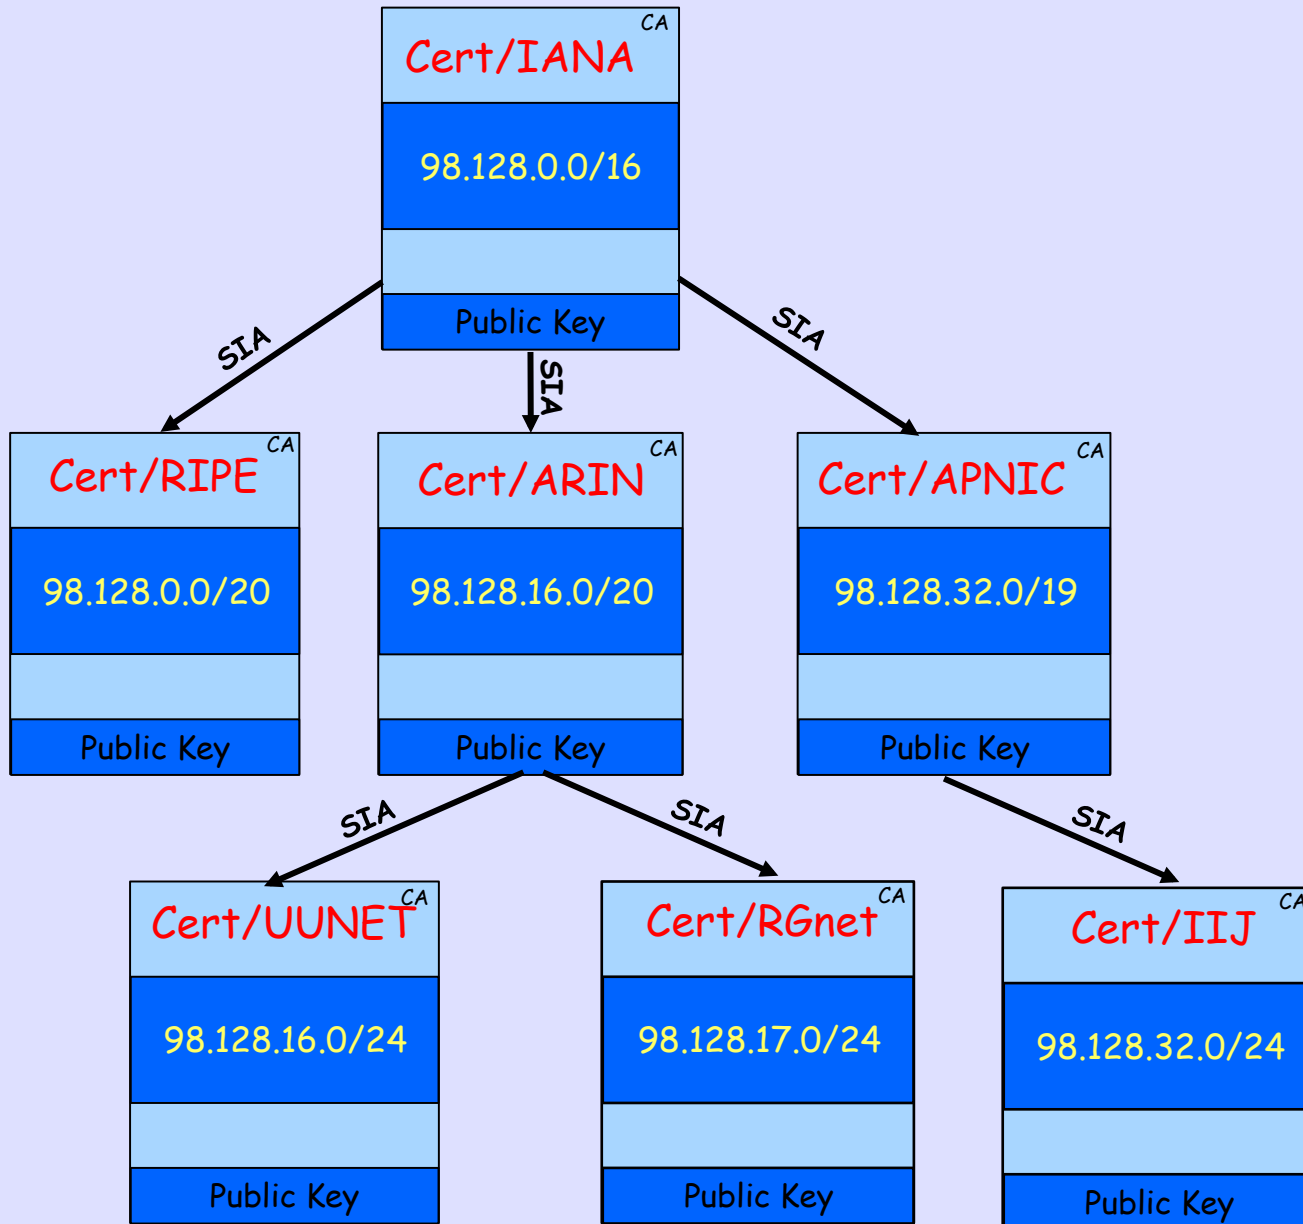 CA
Cert/IANA
98.128.0.0/16
Public Key
SIA
SIA
SIA
CA
Cert/RIPE
98.128.0.0/20
Public Key
CA
Cert/ARIN
98.128.16.0/20
Public Key
CA
Cert/APNIC
98.128.32.0/19
Public Key
SIA
SIA
SIA
CA
Cert/UUNET
98.128.16.0/24
Public Key
CA
Cert/RGnet
98.128.17.0/24
Public Key
CA
Cert/IIJ
98.128.32.0/24
Public Key